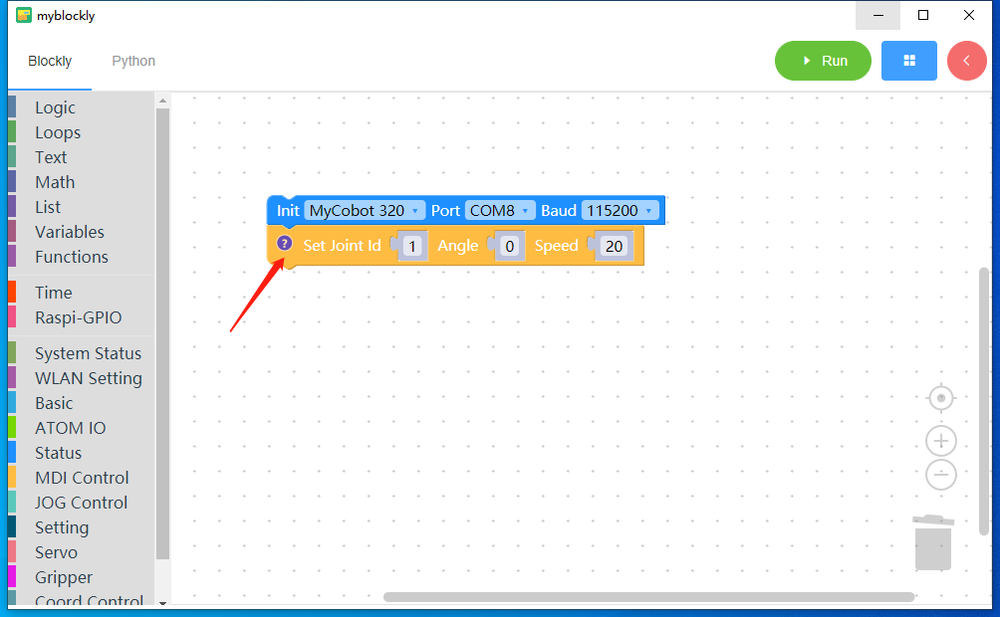 myblockly
Blockly Python Run
Logic
Loops
Text
Math
List
Variables
Functions
Time
Raspi-GPIO
System Status
WLAN Setting
Basic
ATOM IO
Status
MDI Control
JOG Control
Setting
Servo
Gripper
Coord Control
Init MyCobot 320 Port COM8 Baud 115200
? Set Joint Id 1 Angle 0 Speed 20